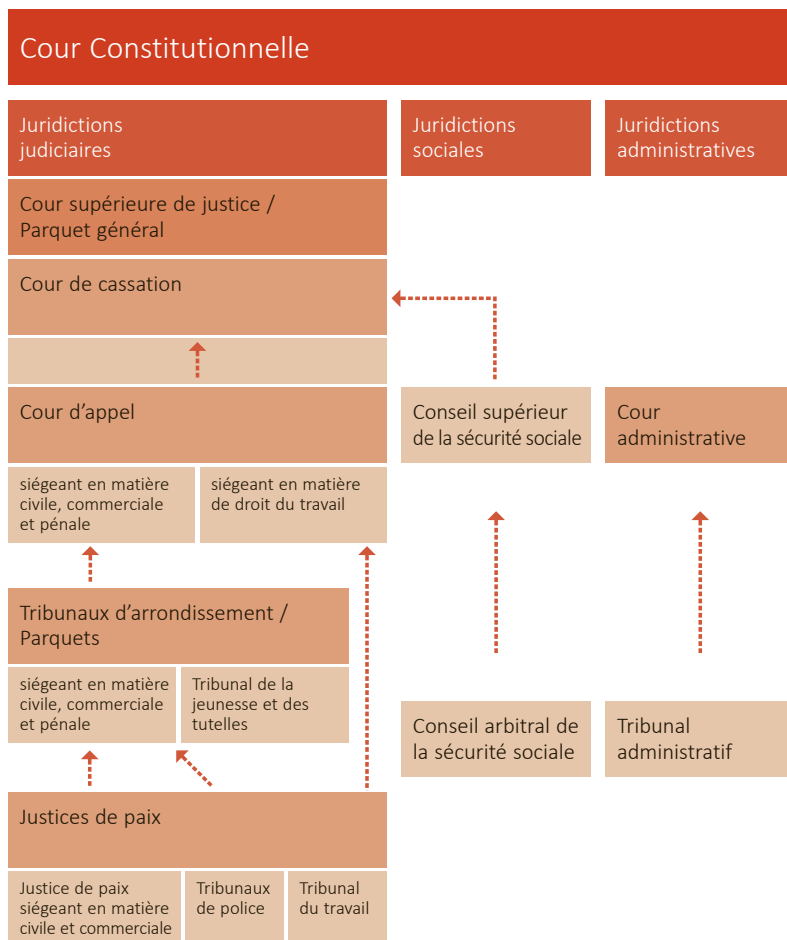 Cour Constitutionnelle
Juridictions
judiciaires
Juridictions
sociales
Juridictions
administratives
Cour supérieure de justice /
Parquet général
Cour de cassation
Cour d’appel
Conseil supérieur
de la sécurité sociale
Cour
administrative
siégeant en matière
civile, commerciale
et pénale
siégeant en matière
de droit du travail
Tribunaux d’arrondissement /
Parquets
siégeant en matière
civile, commerciale
et pénale
Tribunal de la
jeunesse et des
tutelles
Conseil arbitral de
la sécurité sociale
Tribunal
administratif
Justices de paix
Justice de paix
siégeant en matière
civile et commerciale
Tribunaux
de police
Tribunal
du travail